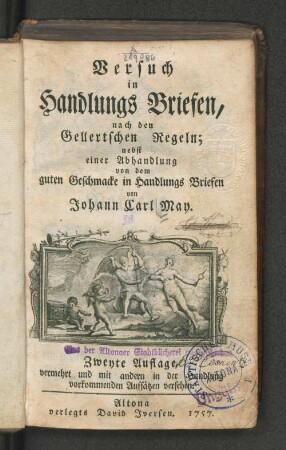 Versuch
in
Handlungs Briefen,
nach den
Gellertschen Regeln;
nebst
einer Abhandlung
von dem
guten Geschmacke in Handlungs Briefen
von
Johann Carl May.
Aus der Altonaer Stadtbücherei
Zweyte Auflage
vermehrt und mit andern in der Handlung
vorkommenden Aufsätzen versehen.
Altona
verlegts David Iversen. 1757.